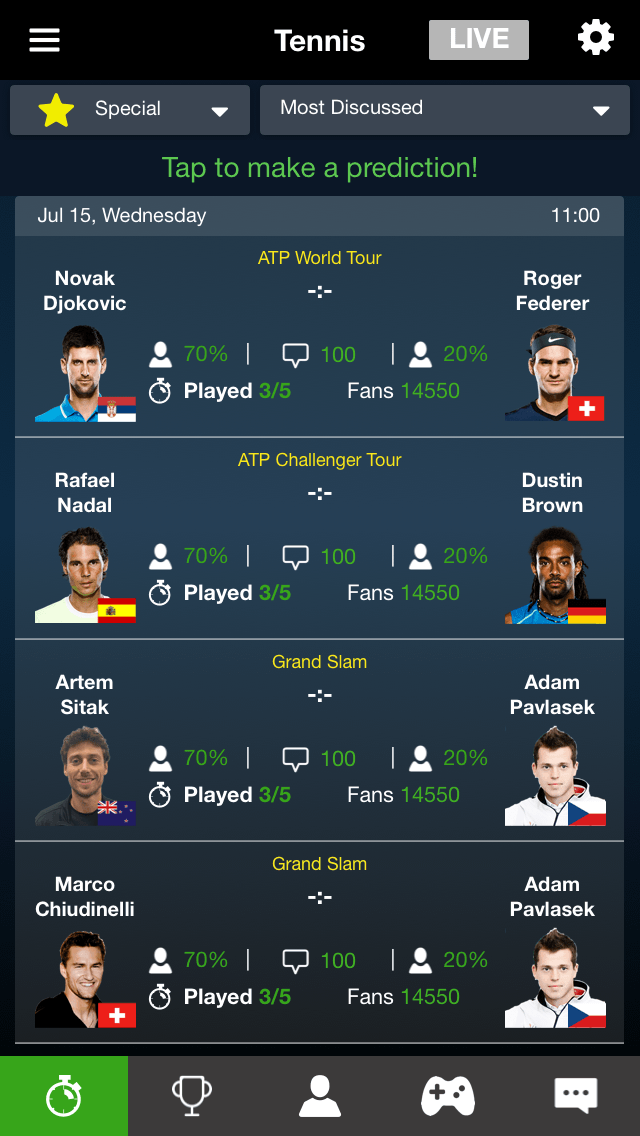 Tennis LIVE
Special Most Discussed
Tap to make a prediction!
Jul 15, Wednesday 11:00
ATP World Tour
Novak Djokovic
-:-
Roger Federer
70% | 100 | 20%
Played 3/5 Fans 14550
ATP Challenger Tour
Rafael Nadal
-:-
Dustin Brown
70% | 100 | 20%
Played 3/5 Fans 14550
Grand Slam
Artem Sitak
-:-
Adam Pavlasek
70% | 100 | 20%
Played 3/5 Fans 14550
Grand Slam
Marco Chiudinelli
-:-
Adam Pavlasek
70% | 100 | 20%
Played 3/5 Fans 14550